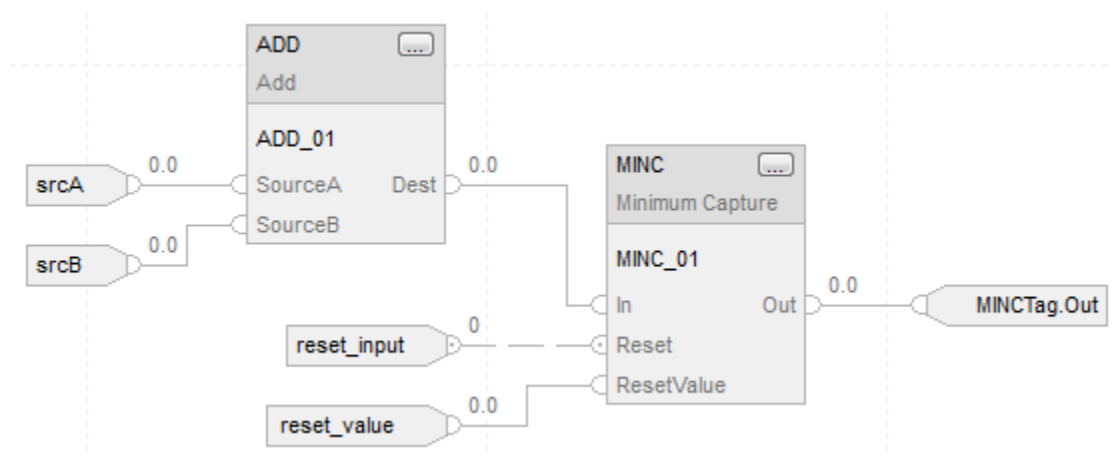 ADD
...
Add
ADD_01
srcA
0.0
SourceA
Dest
0.0
srcB
0.0
SourceB
MINC
...
Minimum Capture
MINC_01
In
Out
0.0
MINCTag.Out
reset_input
0
Reset
reset_value
0.0
ResetValue